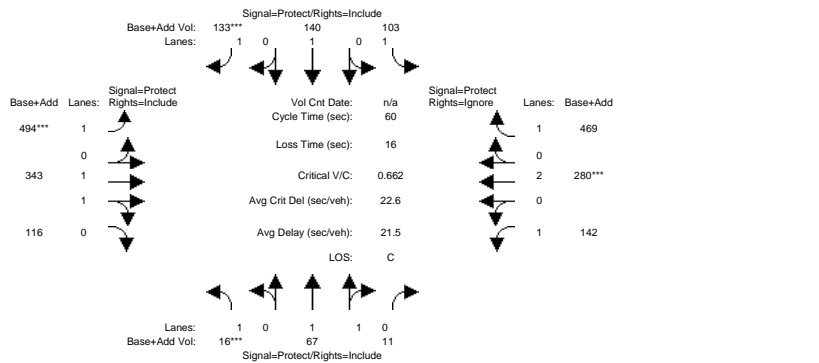 Signal=Protect/Rights=Include
Base+Add Vol: 133*** 140 103
Lanes: 1 0 1 0 1
Signal=Protect
Base+Add Lanes: Rights=Include
Vol Cnt Date: n/a
Signal=Protect
Rights=Ignore Lanes: Base+Add
Cycle Time (sec): 60
494*** 1
1 469
Loss Time (sec): 16
0
0
343 1
Critical V/C: 0.662
2 280***
1
Avg Crit Del (sec/veh): 22.6
0
116 0
Avg Delay (sec/veh): 21.5
1 142
LOS: C
Lanes: 1 0 1 1 0
Base+Add Vol: 16*** 67 11
Signal=Protect/Rights=Include